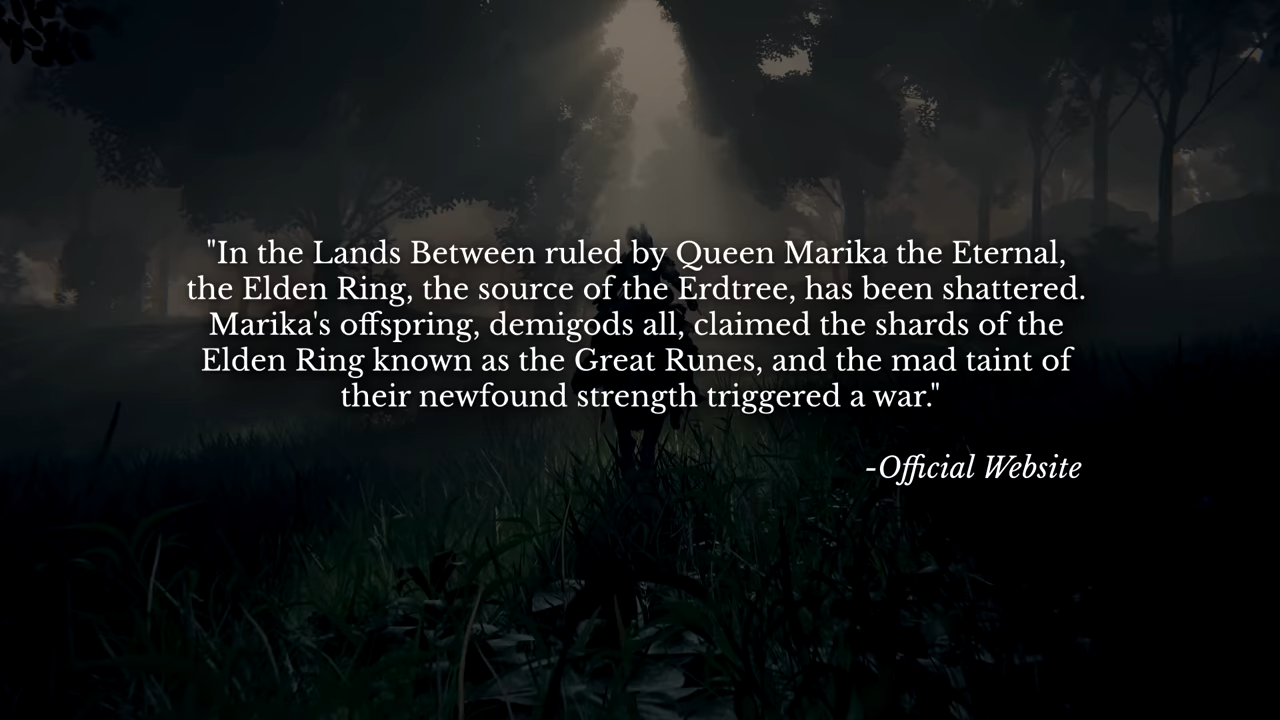 "In the Lands Between ruled by Queen Marika the Eternal,
the Elden Ring, the source of the Erdtree, has been shattered.
Marika's offspring, demigods all, claimed the shards of the
Elden Ring known as the Great Runes, and the mad taint of
their newfound strength triggered a war."
-Official Website